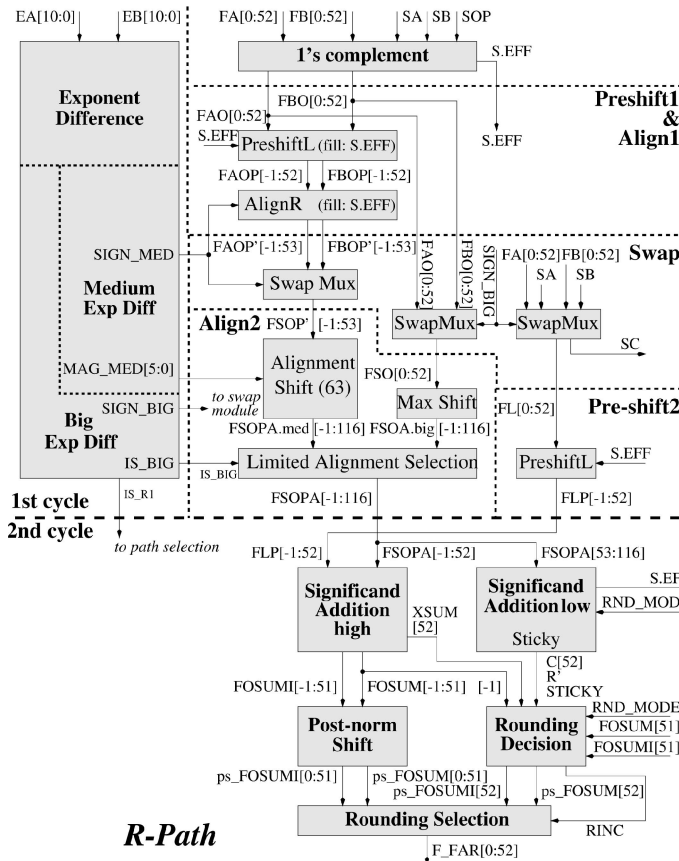 EA[10:0] EB[10:0] FA[0:52] FB[0:52] SA SB SOP
1's complement
S.EFF
Exponent
Difference
FBO[0:52]
FAO[0:52]
S.EFF
S.EFF
Preshift1
&
Align1
PreshiftL (fill: S.EFF)
FAOP[-1:52] FBOP[-1:52]
AlignR (fill: S.EFF)
SIGN_MED
FAOP'[-1:53] FBOP'[-1:53]
FAO[0:52]
FBO[0:52]
SIGN_BIG
Swap
FA[0:52] FB[0:52]
SA SB
Medium
Exp Diff
Swap Mux
Align2
FSOP' [-1:53]
SwapMux
SwapMux
SC
MAG_MED[5:0]
Alignment
Shift (63)
FSO[0:52]
to swap
module
SIGN_BIG
Max Shift
FL[0:52]
Pre-shift2
Big
Exp Diff
FSOPA.med [-1:116] FSOA.big [-1:116]
IS_BIG
IS_BIG
Limited Alignment Selection
PreshiftL
S.EFF
1st cycle
IS_R1
FSOPA[-1:116]
FLP[-1:52]
2nd cycle
to path selection
FLP[-1:52]
FSOPA[-1:52]
FSOPA[53:116]
Significand
Addition
high
XSUM
[52]
Significand
Addition low
Sticky
S.EF
RND_MOD
C[52]
R'
STICKY
FOSUMI[-1:51] FOSUM[-1:51] [-1]
RND_MODE
FOSUM[51]
FOSUMI[51]
Post-norm
Shift
Rounding
Decision
ps_FOSUMI[0:51] ps_FOSUM[0:51]
ps_FOSUMI[52] ps_FOSUM[52]
Rounding Selection
RINC
R-Path
F_FAR[0:52]